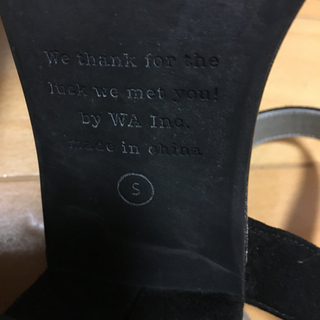 We thank for the
luck we met you!
by WA Inc.
made in china
S